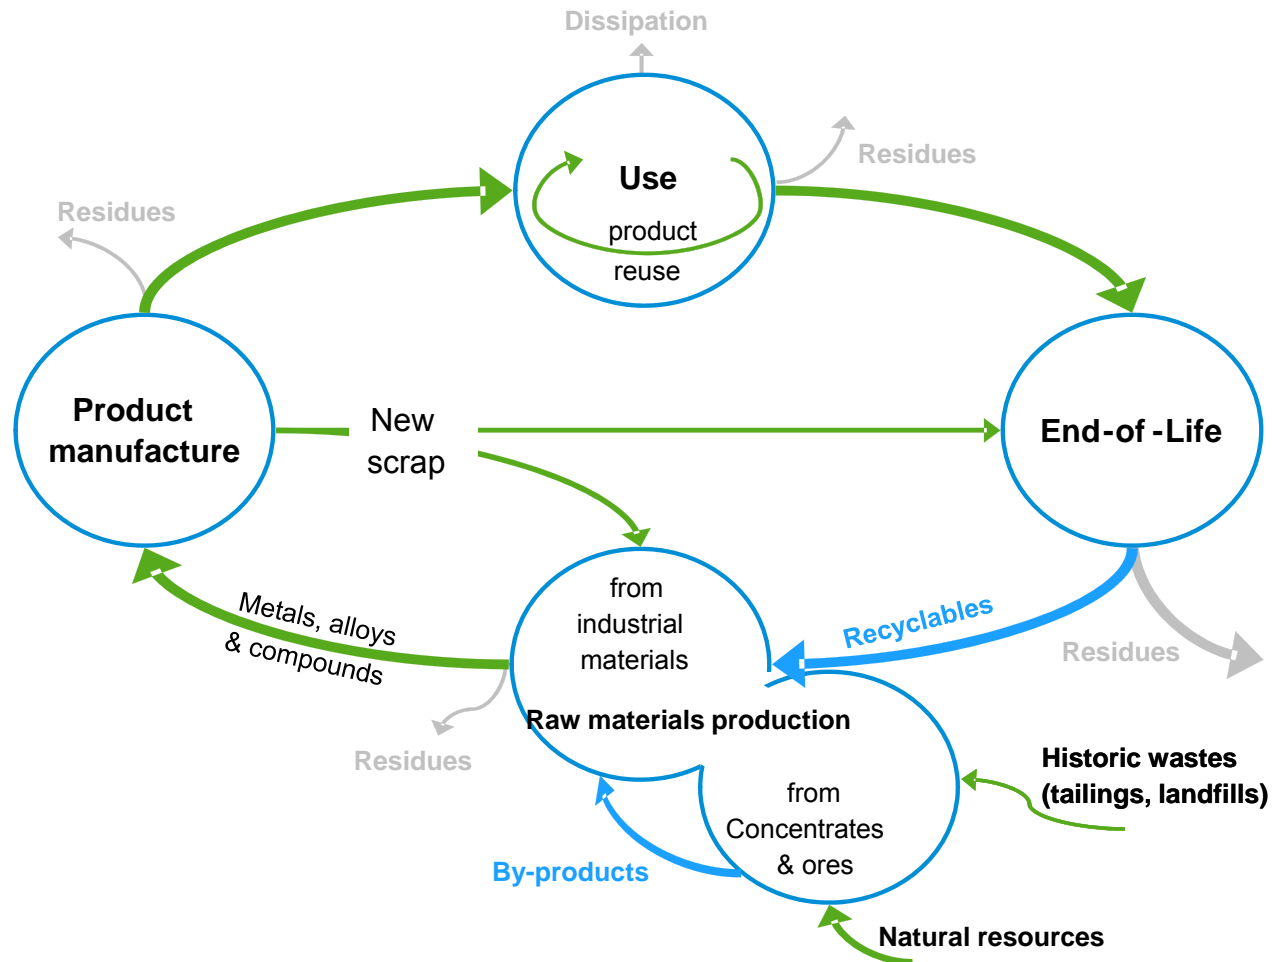 Dissipation
Residues
Use
product
reuse
Residues
Product
manufacture
New
scrap
End-of-Life
from
industrial
materials
Recyclables
Metals, alloys
& compounds
Residues
Residues
Raw materials production
Historic wastes
(tailings, landfills)
from
Concentrates
& ores
By-products
Natural resources